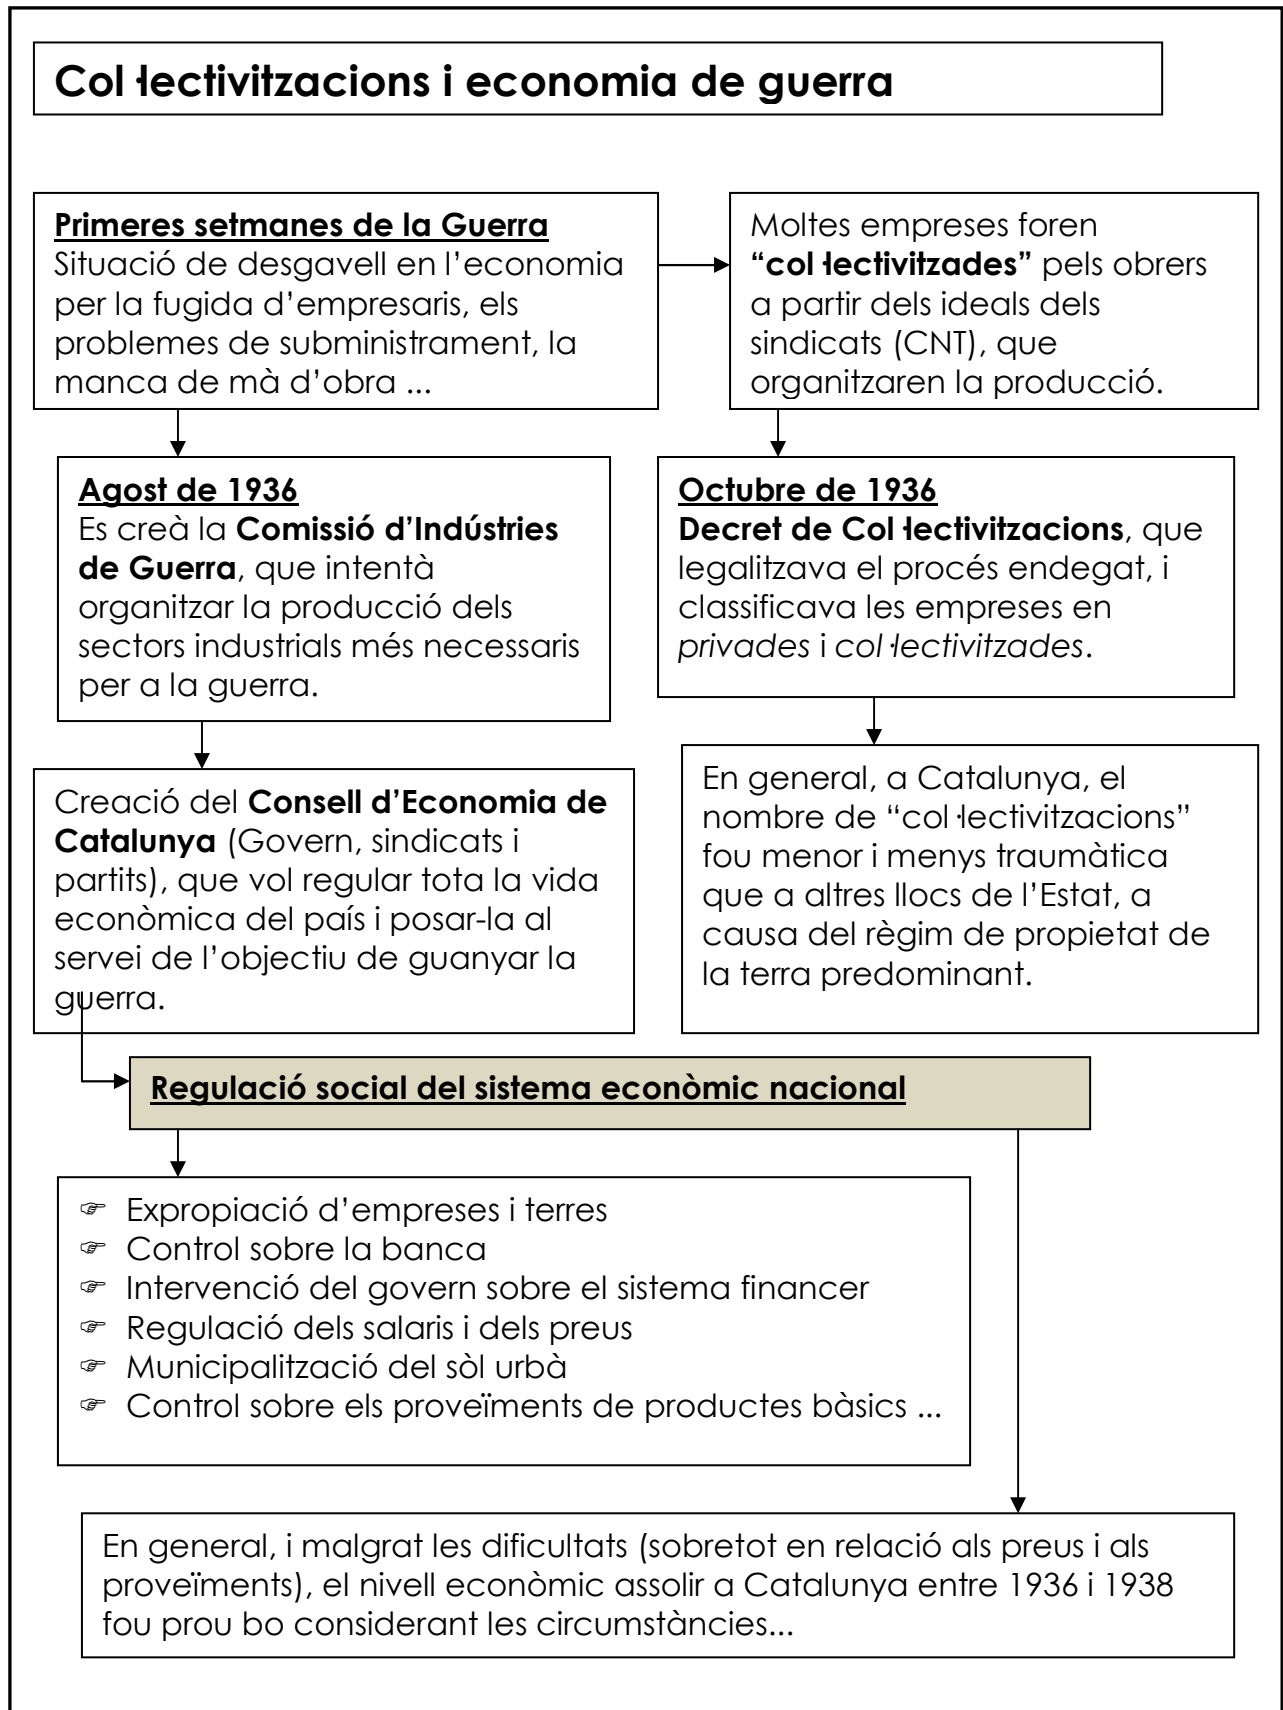 Col·lectivitzacions i economia de guerra
Primeres setmanes de la Guerra
Situació de desgavell en l’economia
per la fugida d’empresaris, els
problemes de subministrament, la
manca de mà d’obra ...
Moltes empreses foren
“col·lectivitzades” pels obrers
a partir dels ideals dels
sindicats (CNT), que
organitzaren la producció.
Agost de 1936
Es creà la Comissió d’Indústries
de Guerra, que intentà
organitzar la producció dels
sectors industrials més necessaris
per a la guerra.
Octubre de 1936
Decret de Col·lectivitzacions, que
legalitzava el procés endegat, i
classificava les empreses en
privades i col·lectivitzades.
Creació del Consell d’Economia de
Catalunya (Govern, sindicats i
partits), que vol regular tota la vida
econòmica del país i posar-la al
servei de l’objectiu de guanyar la
guerra.
En general, a Catalunya, el
nombre de “col·lectivitzacions”
fou menor i menys traumàtica
que a altres llocs de l’Estat, a
causa del règim de propietat de
la terra predominant.
Regulació social del sistema econòmic nacional
☞ Expropiació d’empreses i terres
☞ Control sobre la banca
☞ Intervenció del govern sobre el sistema financer
☞ Regulació dels salaris i dels preus
☞ Municipalització del sòl urbà
☞ Control sobre els proveïments de productes bàsics ...
En general, i malgrat les dificultats (sobretot en relació als preus i als
proveïments), el nivell econòmic assolir a Catalunya entre 1936 i 1938
fou prou bo considerant les circumstàncies...